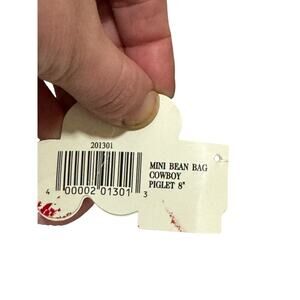 201301
4 00002 01301 3
MINI BEAN BAG
COWBOY
PIGLET 8"